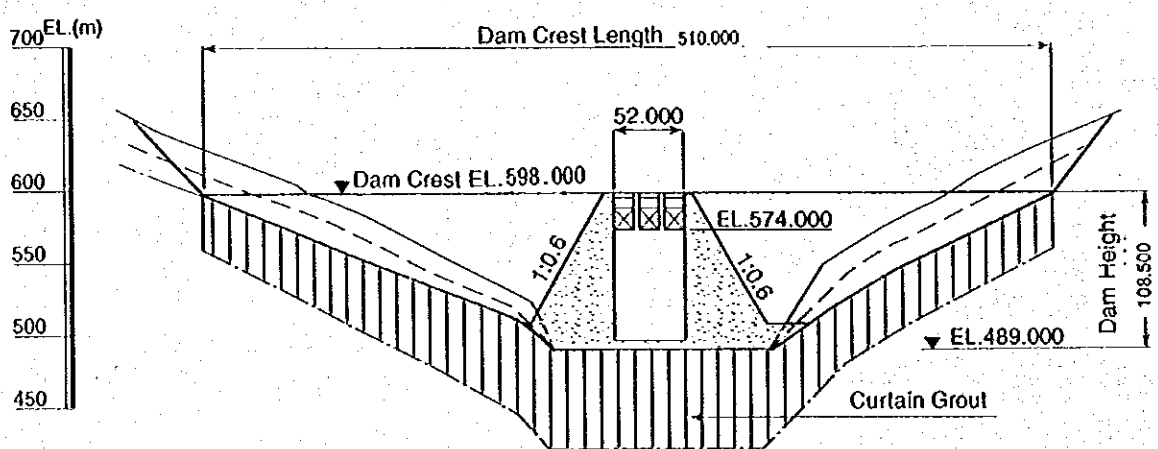 EL.(m)
700
Dam Crest Length 510.000
650
52.000
600
Dam Crest EL.598.000
EL.574.000
550
1:0.6
1:0.6
Dam Height
108.500
500
EL.489.000
450
Curtain Grout